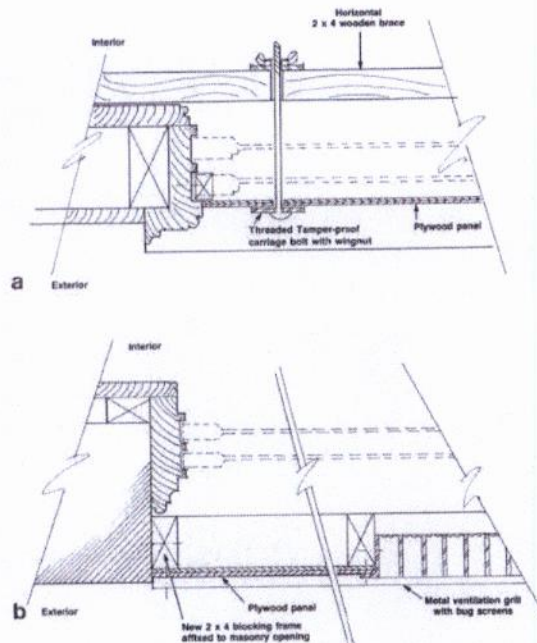 Horizontal
2 x 4 wooden brace
Interior
Threaded Tamper-proof
carriage bolt with wingnut
Plywood panel
a
Exterior
Interior
Plywood panel
b
Exterior
New 2 x 4 blocking frame
affixed to masonry opening
Metal ventilation grill
with bug screens